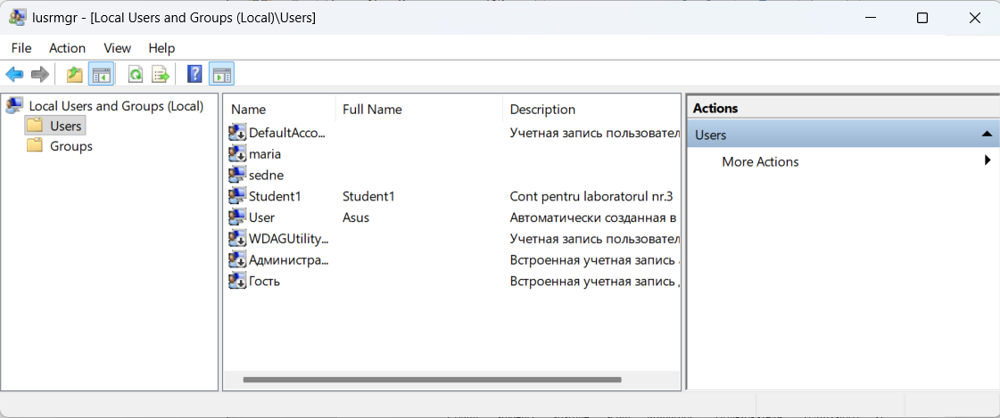 lusrmgr - [Local Users and Groups (Local)\Users]
File Action View Help
Local Users and Groups (Local)
Users
Groups
Name Full Name Description
DefaultAcco... Учетная запись пользовател
maria
sedne
Student1 Student1 Cont pentru laboratorul nr.3
User Asus Автоматически созданная в
WDAGUtility... Учетная запись пользовател
Администра... Встроенная учетная запись
Гость Встроенная учетная запись
Actions
Users
More Actions